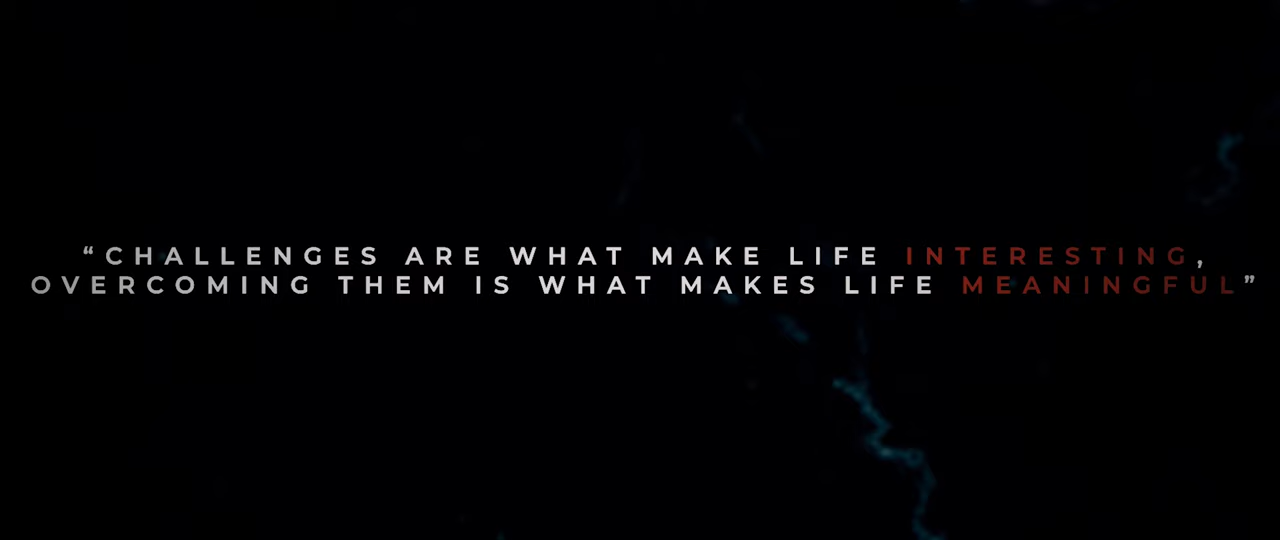 “CHALLENGES ARE WHAT MAKE LIFE INTERESTING,
OVERCOMING THEM IS WHAT MAKES LIFE MEANINGFUL”